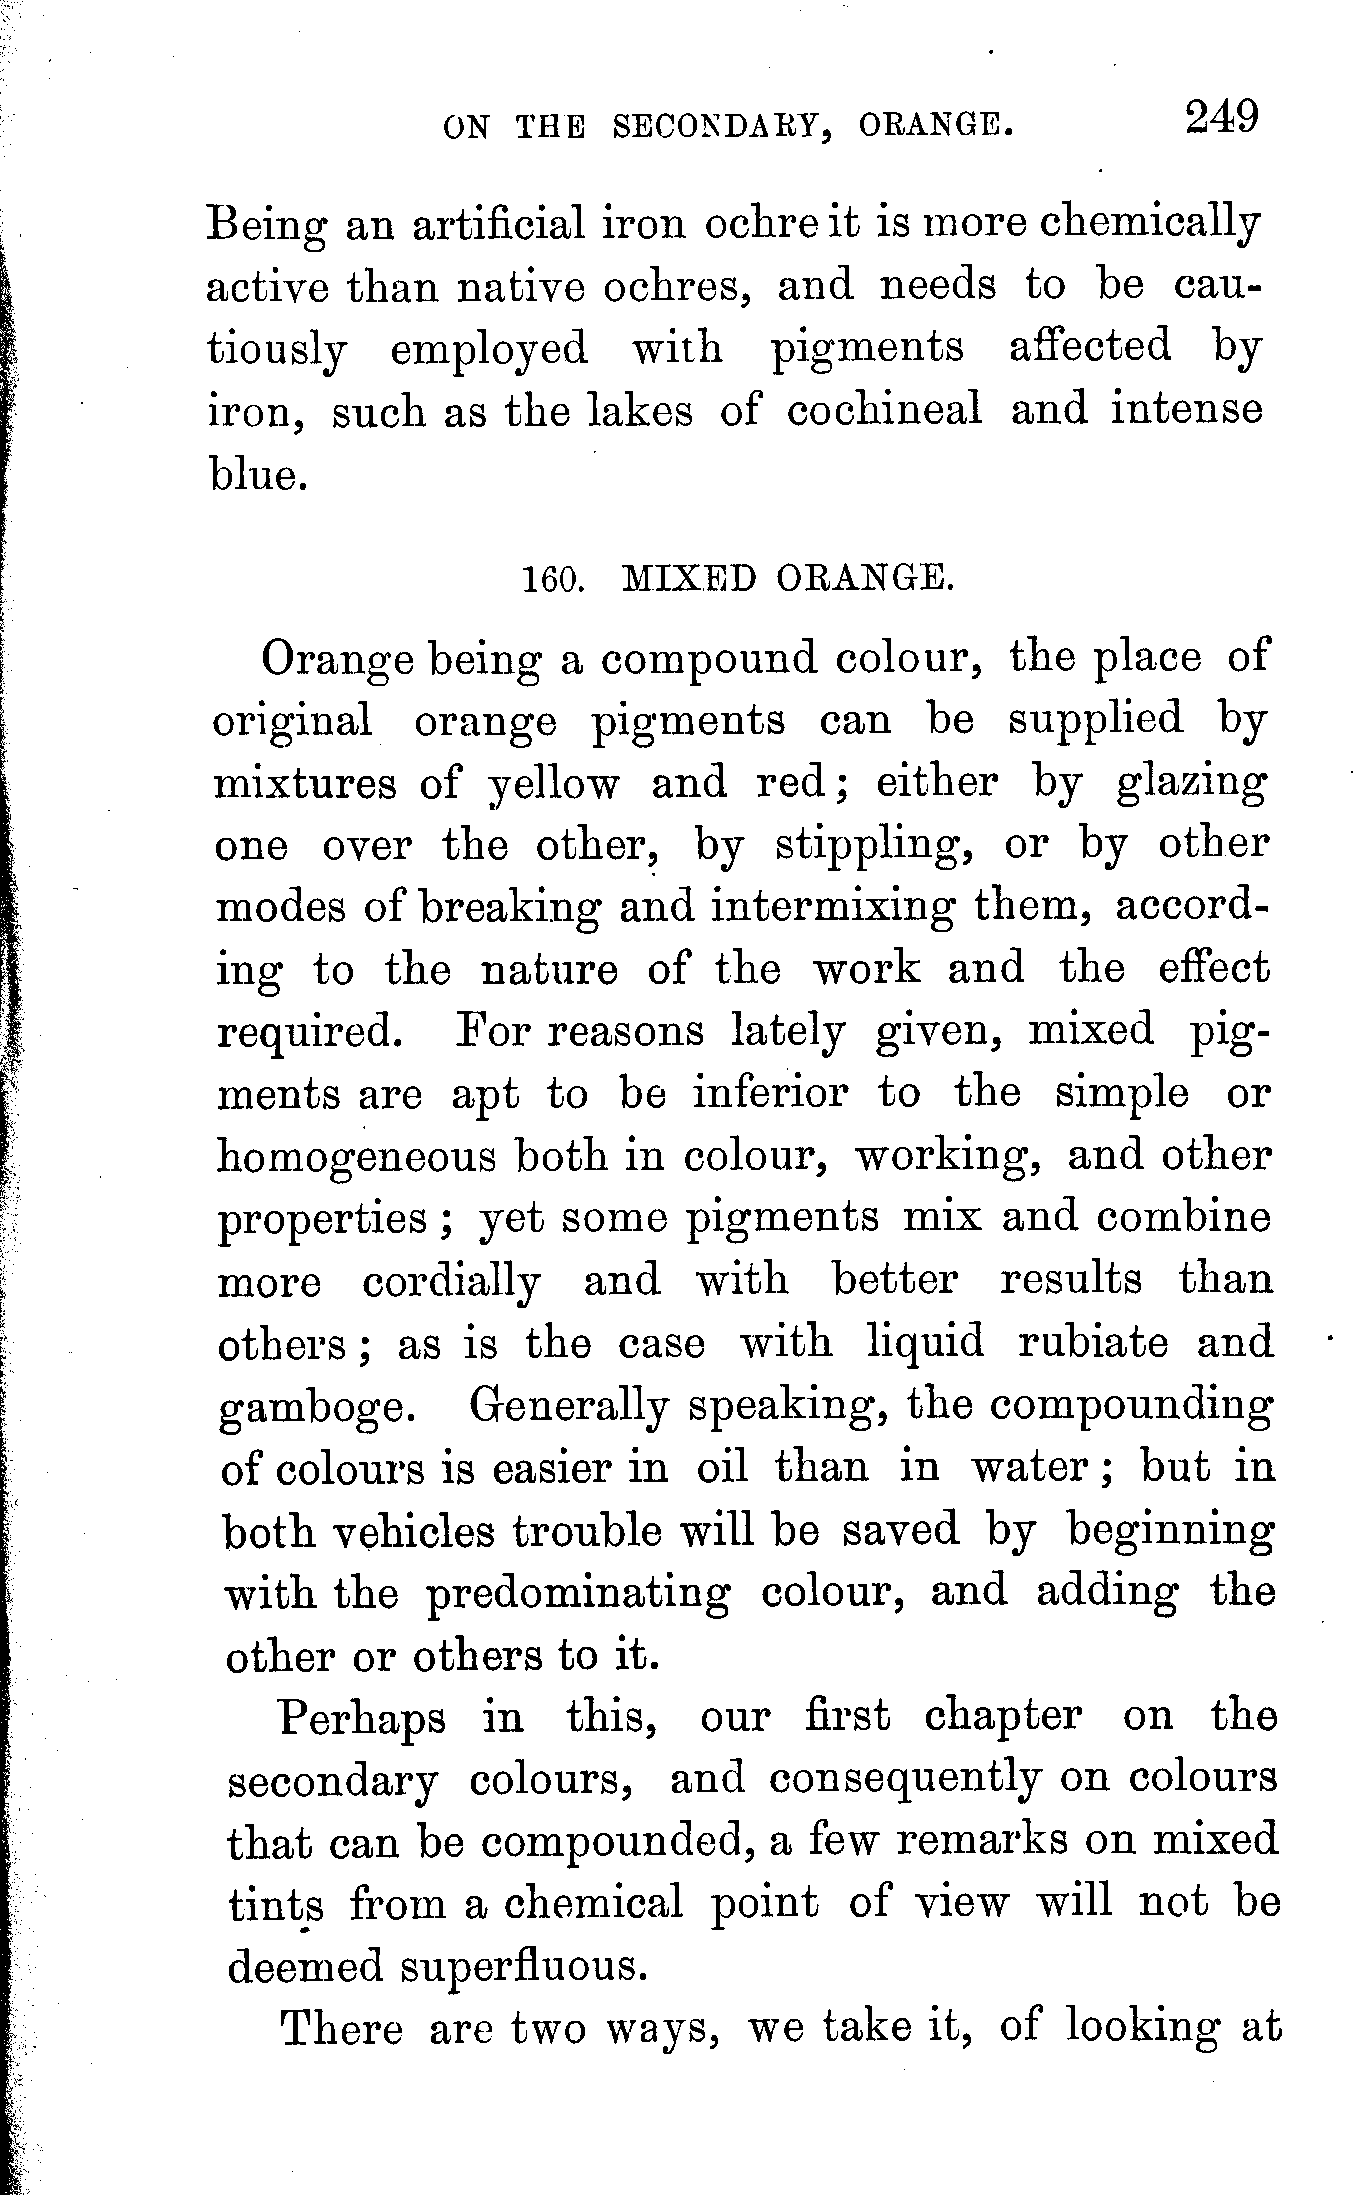 ON THE SECONDARY, ORANGE. 249
Being an artificial iron ochre it is more chemically
active than native ochres, and needs to be cau-
tiously employed with pigments affected by
iron, such as the lakes of cochineal and intense
blue.
160. MIXED ORANGE.
Orange being a compound colour, the place of
original orange pigments can be supplied by
mixtures of yellow and red; either by glazing
one over the other, by stippling, or by other
modes of breaking and intermixing them, accord-
ing to the nature of the work and the effect
required. For reasons lately given, mixed pig-
ments are apt to be inferior to the simple or
homogeneous both in colour, working, and other
properties; yet some pigments mix and combine
more cordially and with better results than
others; as is the case with liquid rubiate and
gamboge. Generally speaking, the compounding
of colours is easier in oil than in water; but in
both vehicles trouble will be saved by beginning
with the predominating colour, and adding the
other or others to it.
Perhaps in this, our first chapter on the
secondary colours, and consequently on colours
that can be compounded, a few remarks on mixed
tints from a chemical point of view will not be
deemed superfluous.
There are two ways, we take it, of looking at